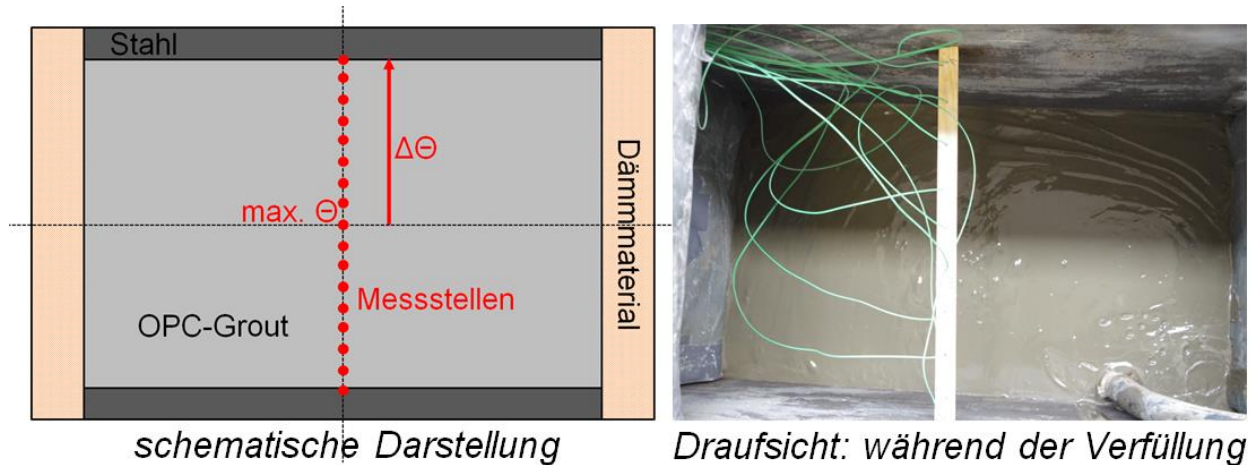 Stahl
ΔΘ
max. Θ
Messstellen
OPC-Grout
Dämmmaterial
schematische Darstellung
Draufsicht: während der Verfüllung